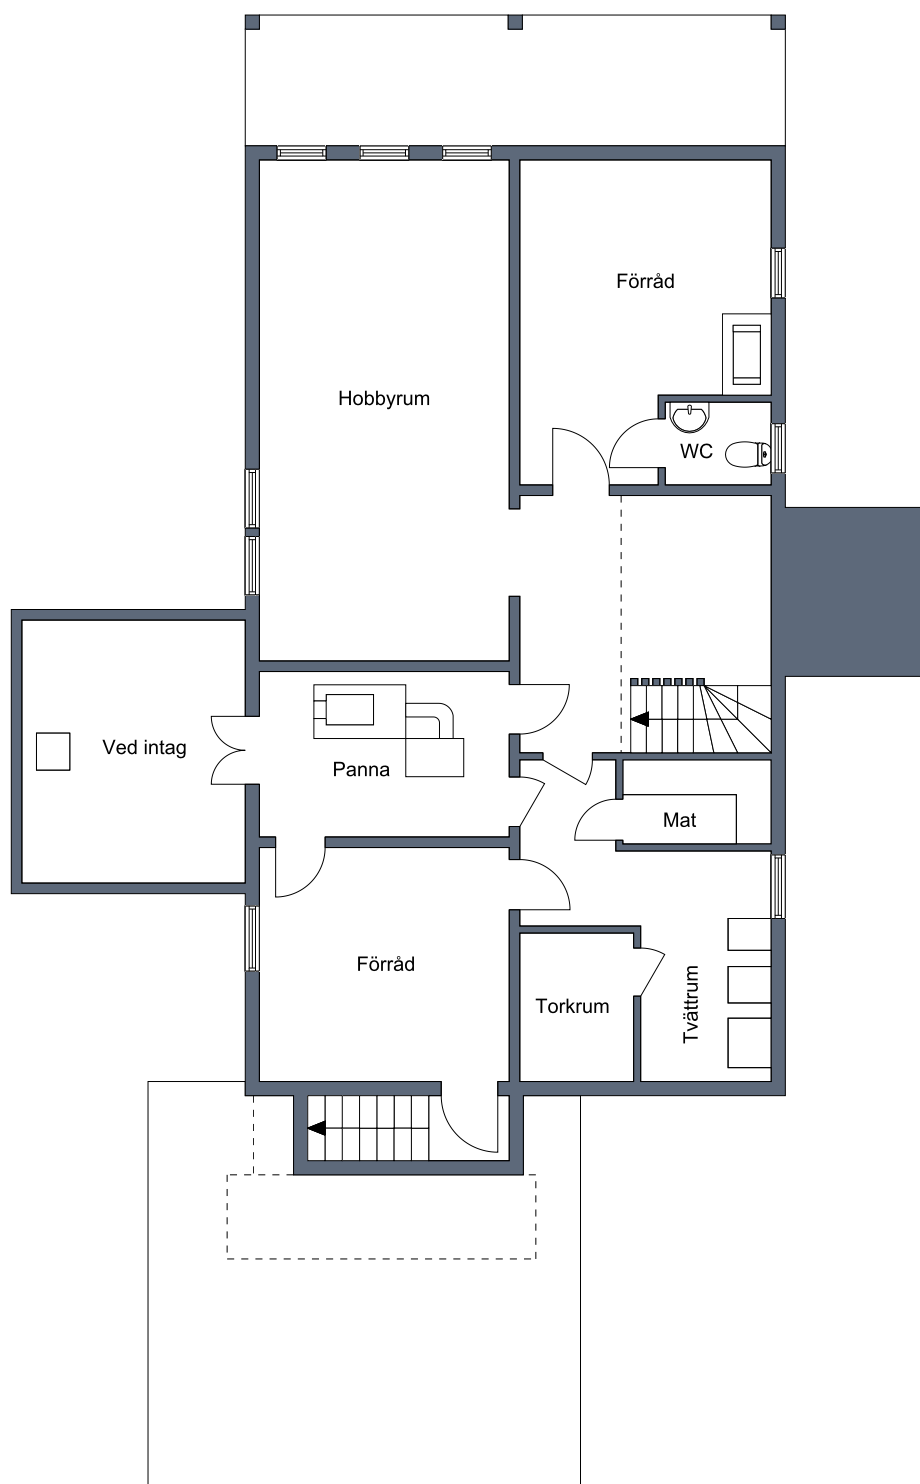 Förråd
Hobbyrum
WC
Ved intag
Panna
Mat
Förråd
Torkrum
Tvättrum